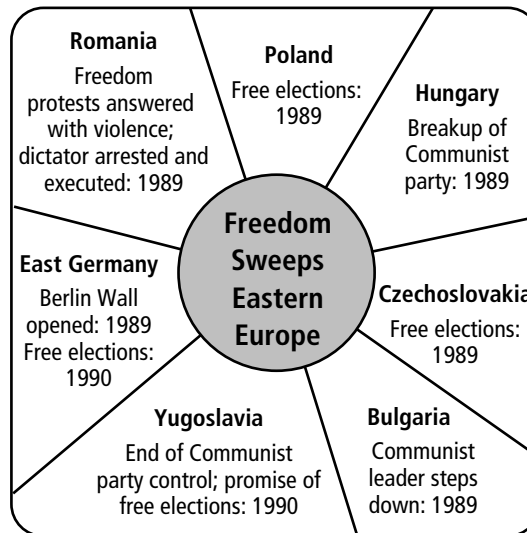 Romania
Freedom
protests answered
with violence;
dictator arrested and
executed: 1989
Poland
Free elections:
1989
Hungary
Breakup of
Communist
party: 1989
Freedom
Sweeps
Eastern
Europe
East Germany
Berlin Wall
opened: 1989
Free elections:
1990
Czechoslovakia
Free elections:
1989
Yugoslavia
End of Communist
party control; promise of
free elections: 1990
Bulgaria
Communist
leader steps
down: 1989